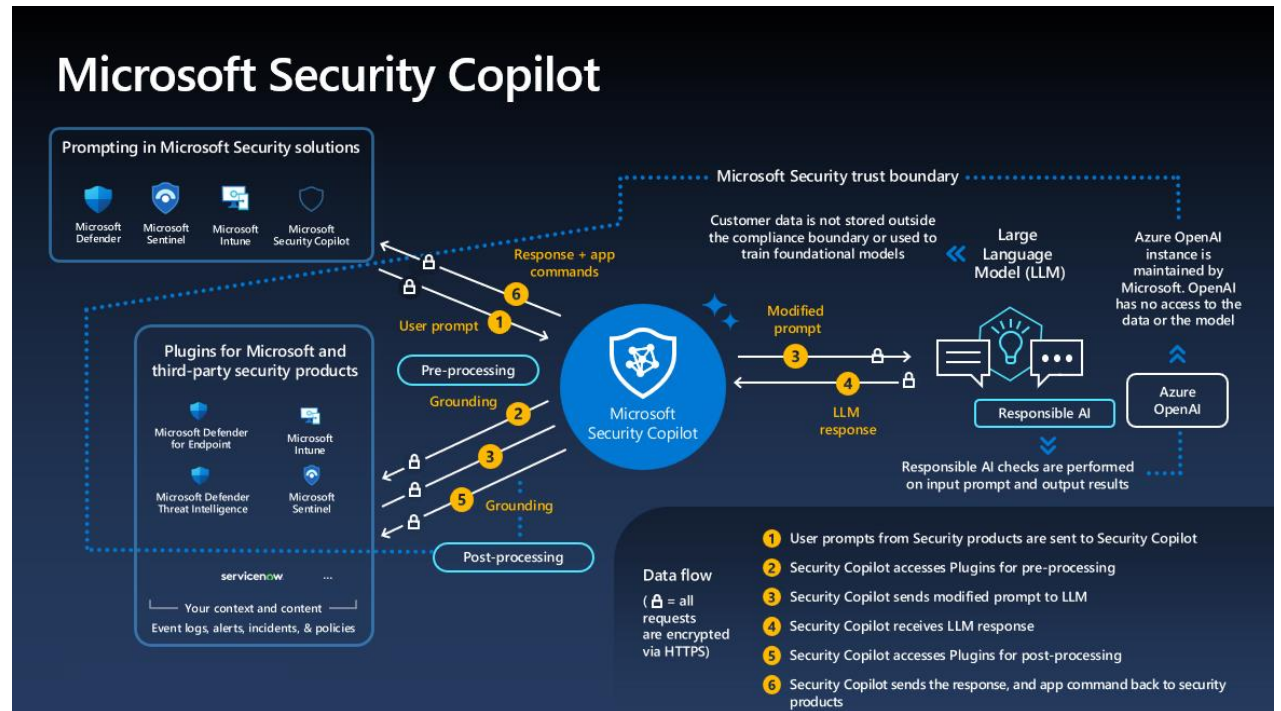 Microsoft Security Copilot
Prompting in Microsoft Security solutions
Microsoft
Defender
Microsoft
Sentinel
Microsoft
Intune
Microsoft
Security Copilot
Microsoft Security trust boundary
Customer data is not stored outside
the compliance boundary or used to
train foundational models
Large
Language
Model (LLM)
Azure OpenAI
instance is
maintained by
Microsoft. OpenAI
has no access to the
data or the model
Response + app
commands
6
User prompt
1
Pre-processing
Plugins for Microsoft and
third-party security products
Microsoft Defender
for Endpoint
Microsoft
Intune
Microsoft Defender
Threat Intelligence
Microsoft
Sentinel
servicenow
...
Your context and content
Event logs, alerts, incidents, & policies
Grounding
2
3
5
Grounding
Post-processing
Microsoft
Security Copilot
Modified
prompt
3
4
LLM
response
Responsible AI
Azure
OpenAI
Responsible AI checks are performed
on input prompt and output results
Data flow
( = all
requests
are encrypted
via HTTPS)
1 User prompts from Security products are sent to Security Copilot
2 Security Copilot accesses Plugins for pre-processing
3 Security Copilot sends modified prompt to LLM
4 Security Copilot receives LLM response
5 Security Copilot accesses Plugins for post-processing
6 Security Copilot sends the response, and app command back to security
products